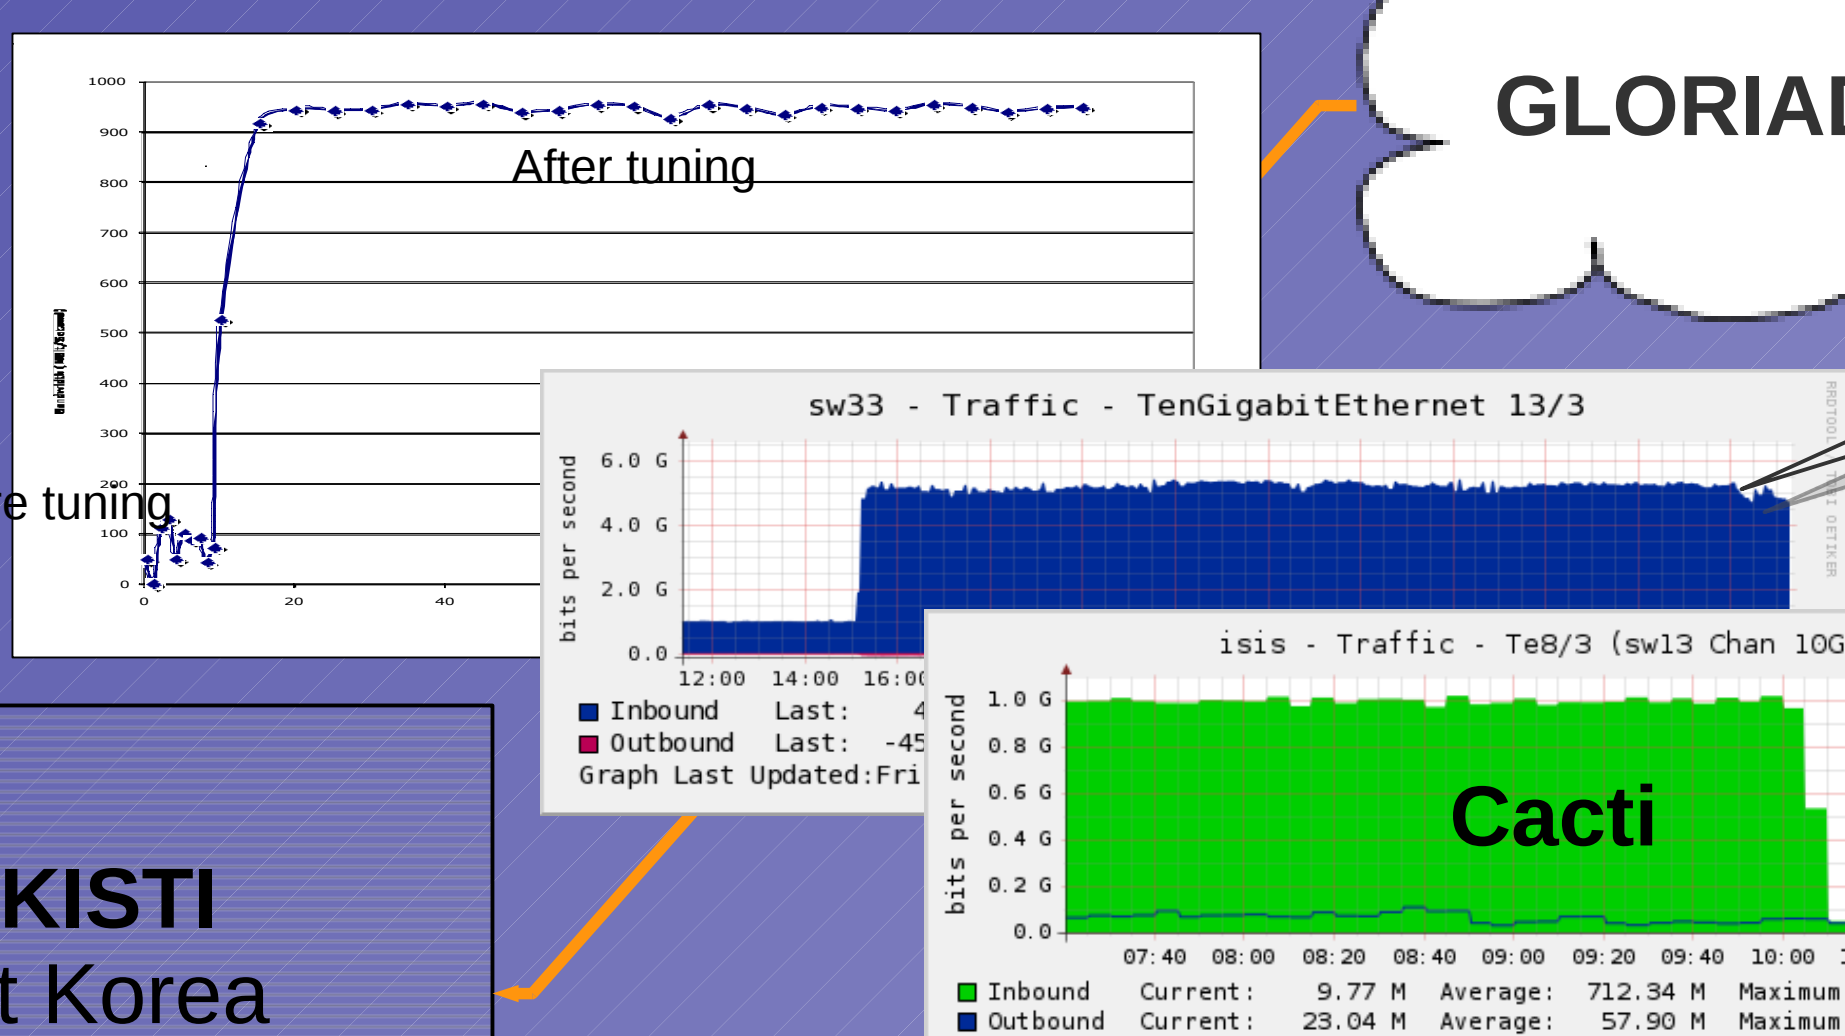 1000
900
800
700
600
500
400
300
200
100
0
0
20
40
After tuning
e tuning
GLORIAD
sw33 - Traffic - TenGigabitEthernet 13/3
bits per second
6.0 G
4.0 G
2.0 G
0.0
12:00 14:00 16:00
Inbound Last: 4
Outbound Last: -45
Graph Last Updated:Fri
RRDTOOL / TOBI OETIKER
isis - Traffic - Te8/3 (sw13 Chan 10G
bits per second
1.0 G
0.8 G
0.6 G
0.4 G
0.2 G
0.0
Cacti
07:40 08:00 08:20 08:40 09:00 09:20 09:40 10:00
Inbound Current: 9.77 M Average: 712.34 M Maximum
Outbound Current: 23.04 M Average: 57.90 M Maximum
KISTI
t Korea